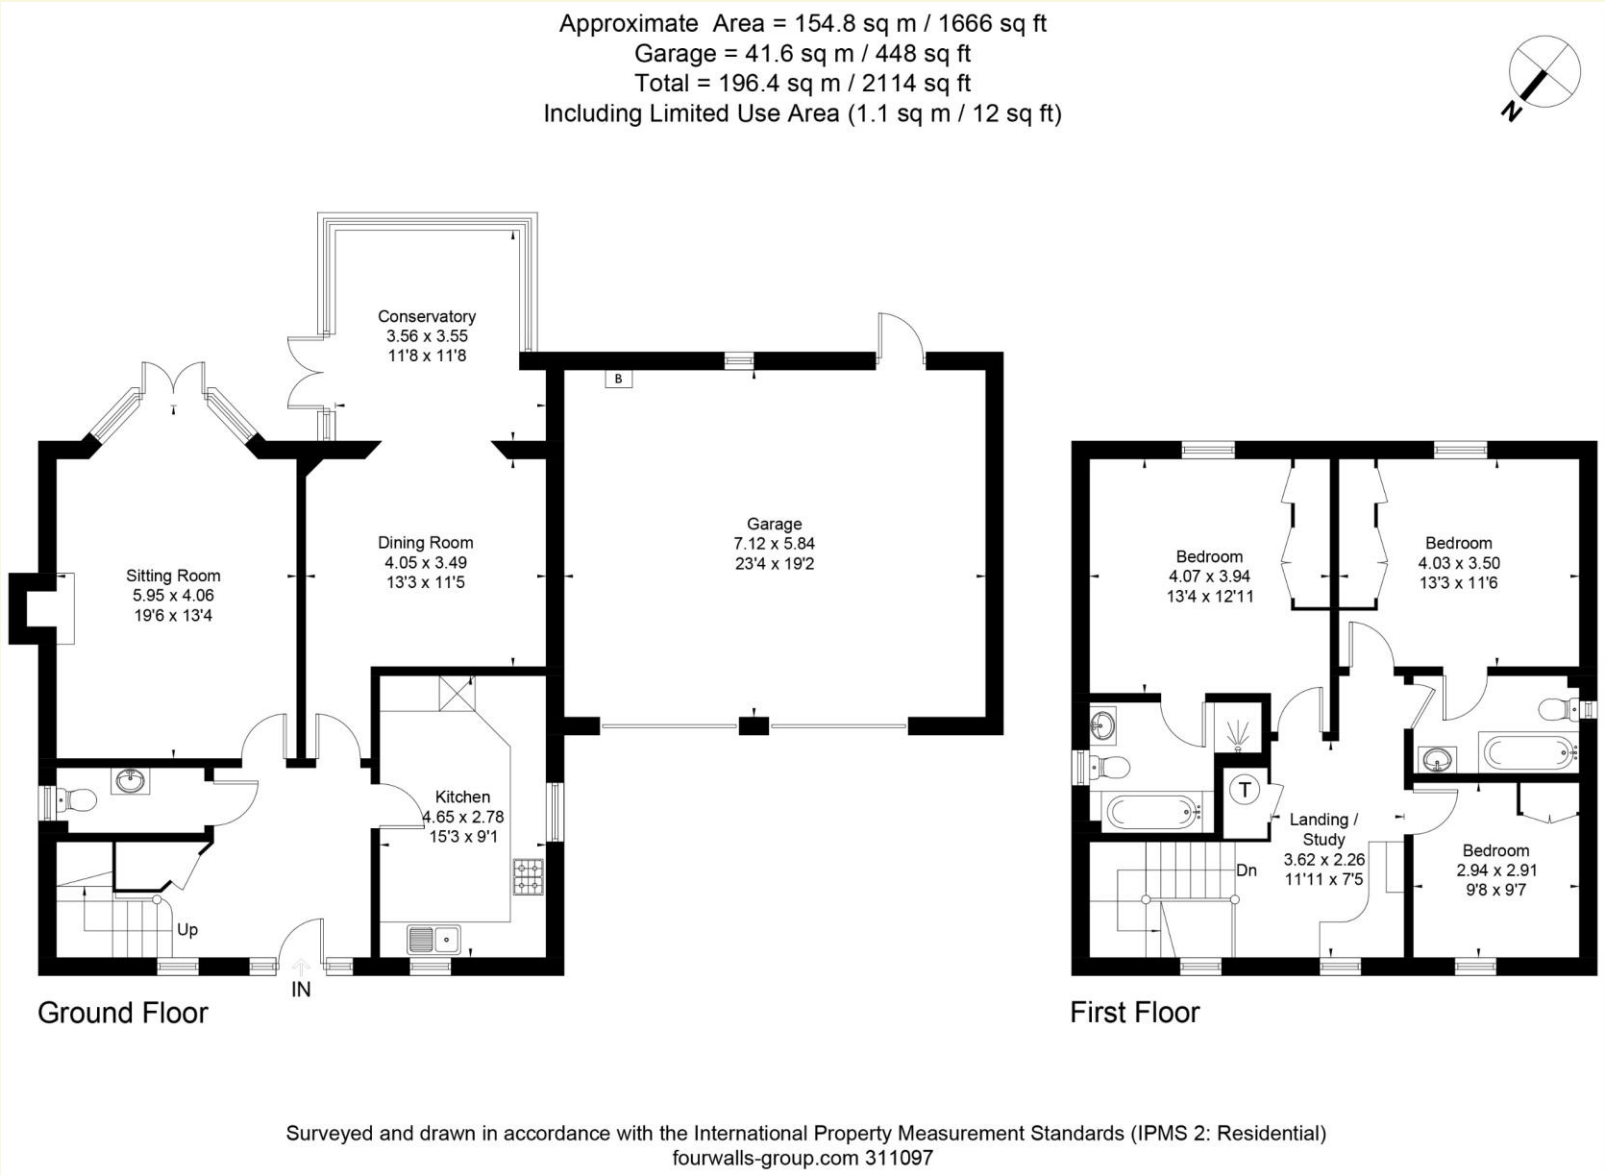 Approximate Area = 154.8 sq m / 1666 sq ft
Garage = 41.6 sq m / 448 sq ft
Total = 196.4 sq m / 2114 sq ft
Including Limited Use Area (1.1 sq m / 12 sq ft)
N
Conservatory
3.56 x 3.55
11'8 x 11'8
B
Garage
7.12 x 5.84
23'4 x 19'2
Dining Room
4.05 x 3.49
13'3 x 11'5
Sitting Room
5.95 x 4.06
19'6 x 13'4
Kitchen
4.65 x 2.78
15'3 x 9'1
Up
IN
Ground Floor
Bedroom
4.07 x 3.94
13'4 x 12'11
Bedroom
4.03 x 3.50
13'3 x 11'6
T
Landing /
Study
3.62 x 2.26
11'11 x 7'5
Dn
Bedroom
2.94 x 2.91
9'8 x 9'7
First Floor
Surveyed and drawn in accordance with the International Property Measurement Standards (IPMS 2: Residential)
fourwalls-group.com 311097